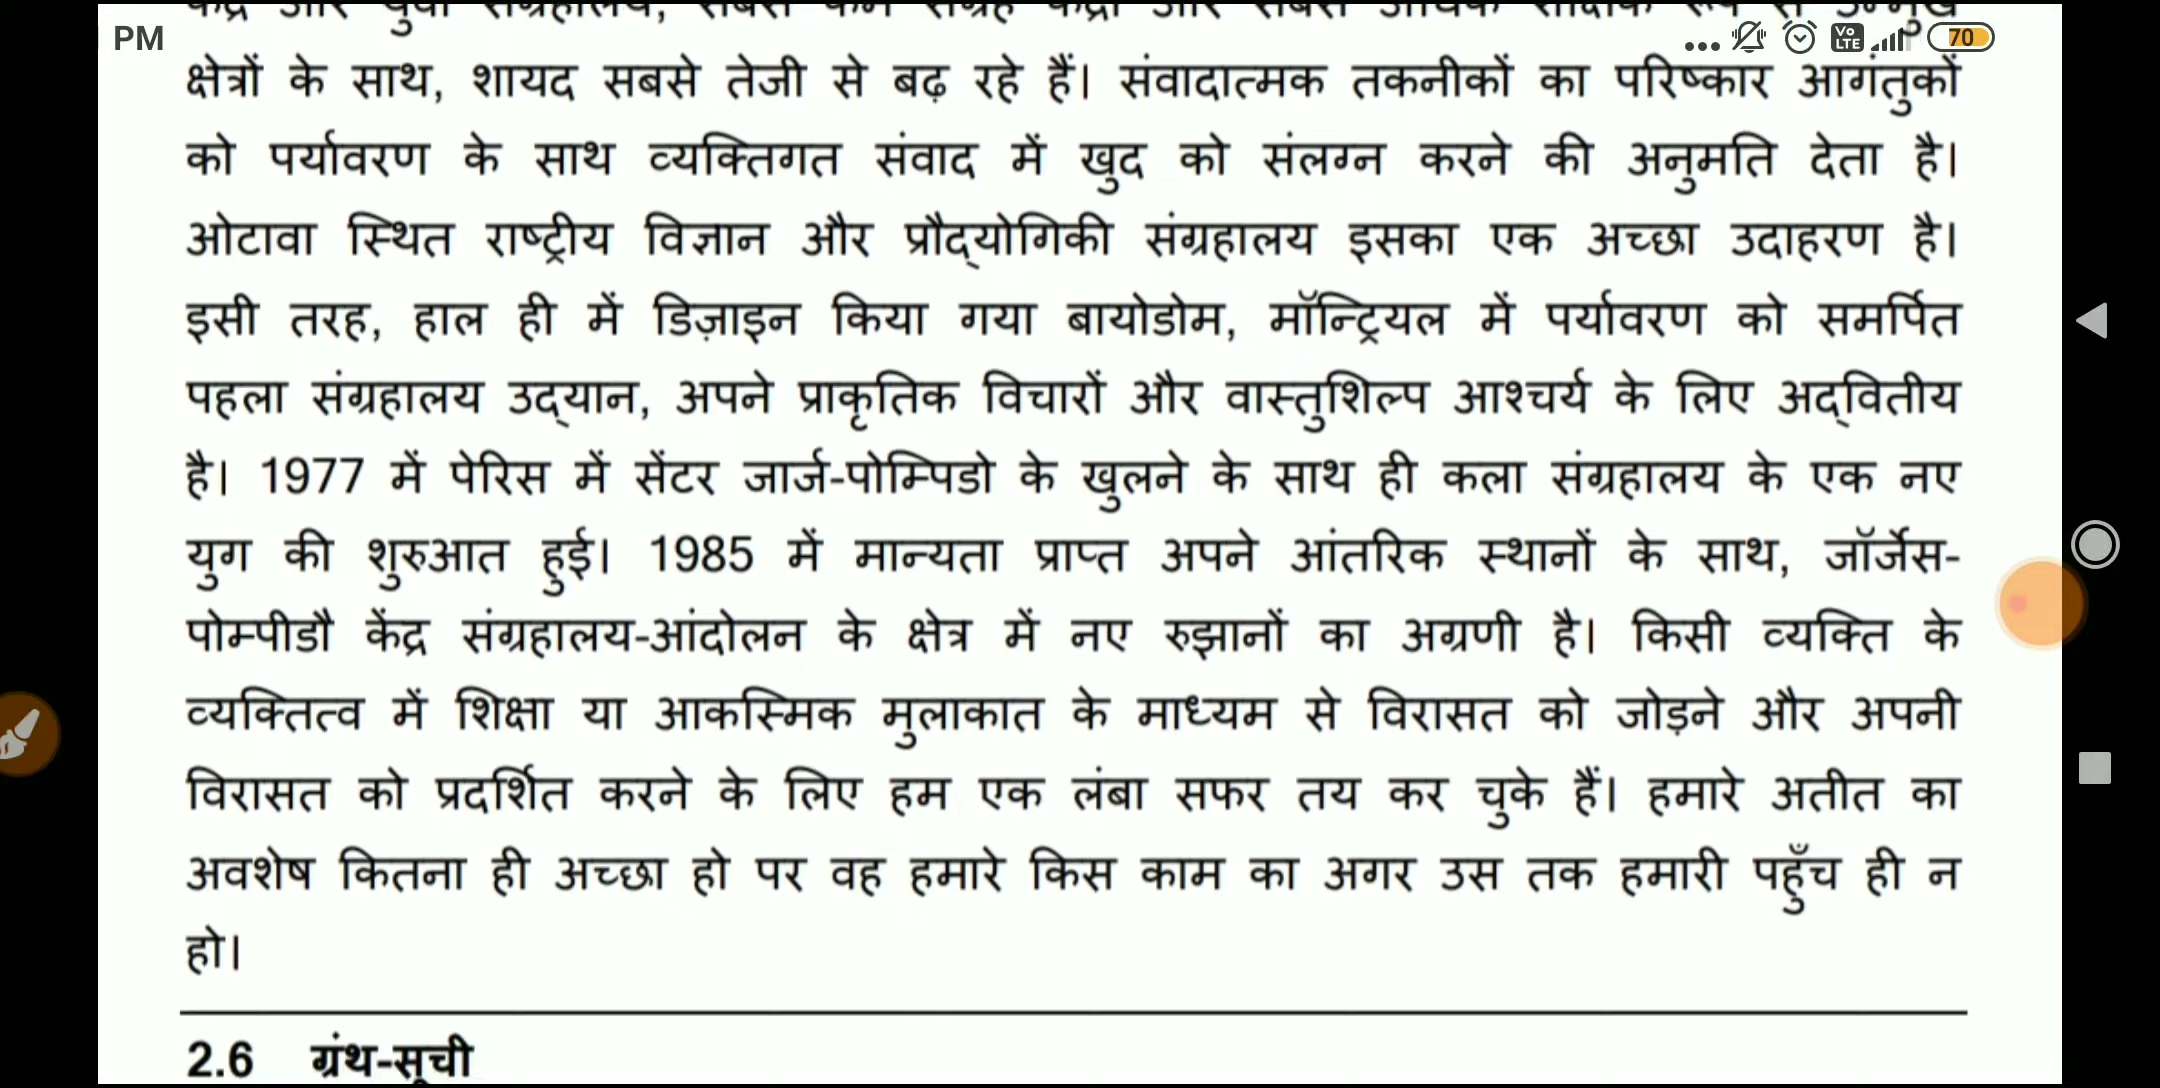 PM
VoLTE
70
क्षेत्रों के साथ, शायद सबसे तेजी से बढ़ रहे हैं। संवादात्मक तकनीकों का परिष्कार आगंतुकों
को पर्यावरण के साथ व्यक्तिगत संवाद में खुद को संलग्न करने की अनुमति देता है।
ओटावा स्थित राष्ट्रीय विज्ञान और प्रौद्योगिकी संग्रहालय इसका एक अच्छा उदाहरण है।
इसी तरह, हाल ही में डिज़ाइन किया गया बायोडोम, मॉन्ट्रियल में पर्यावरण को समर्पित
पहला संग्रहालय उद्यान, अपने प्राकृतिक विचारों और वास्तुशिल्प आश्चर्य के लिए अद्वितीय
है। 1977 में पेरिस में सेंटर जार्ज-पोम्पिडो के खुलने के साथ ही कला संग्रहालय के एक नए
युग की शुरुआत हुई। 1985 में मान्यता प्राप्त अपने आंतरिक स्थानों के साथ, जॉर्जेस-
पोम्पीडौ केंद्र संग्रहालय-आंदोलन के क्षेत्र में नए रुझानों का अग्रणी है। किसी व्यक्ति के
व्यक्तित्व में शिक्षा या आकस्मिक मुलाकात के माध्यम से विरासत को जोड़ने और अपनी
विरासत को प्रदर्शित करने के लिए हम एक लंबा सफर तय कर चुके हैं। हमारे अतीत का
अवशेष कितना ही अच्छा हो पर वह हमारे किस काम का अगर उस तक हमारी पहुँच ही न
हो।
2.6 ग्रंथ-सूची